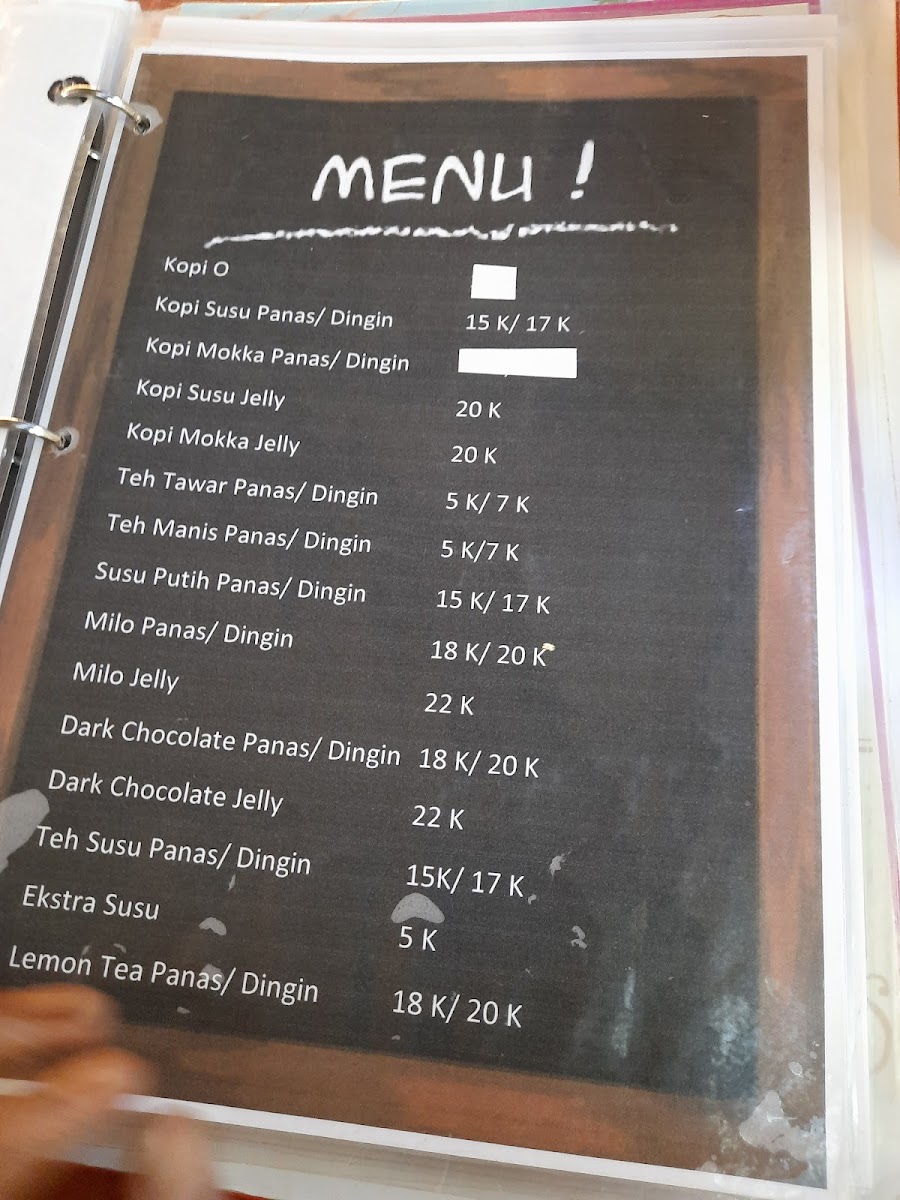 MENU !
Kopi O
Kopi Susu Panas/ Dingin 15 K/ 17 K
Kopi Mokka Panas/ Dingin
Kopi Susu Jelly 20 K
Kopi Mokka Jelly 20 K
Teh Tawar Panas/ Dingin 5 K/ 7 K
Teh Manis Panas/ Dingin 5 K/7 K
Susu Putih Panas/ Dingin 15 K/ 17 K
Milo Panas/ Dingin 18 K/ 20 K
Milo Jelly 22 K
Dark Chocolate Panas/ Dingin 18 K/ 20 K
Dark Chocolate Jelly 22 K
Teh Susu Panas/ Dingin 15K/ 17 K
Ekstra Susu 5 K
Lemon Tea Panas/ Dingin 18 K/ 20 K